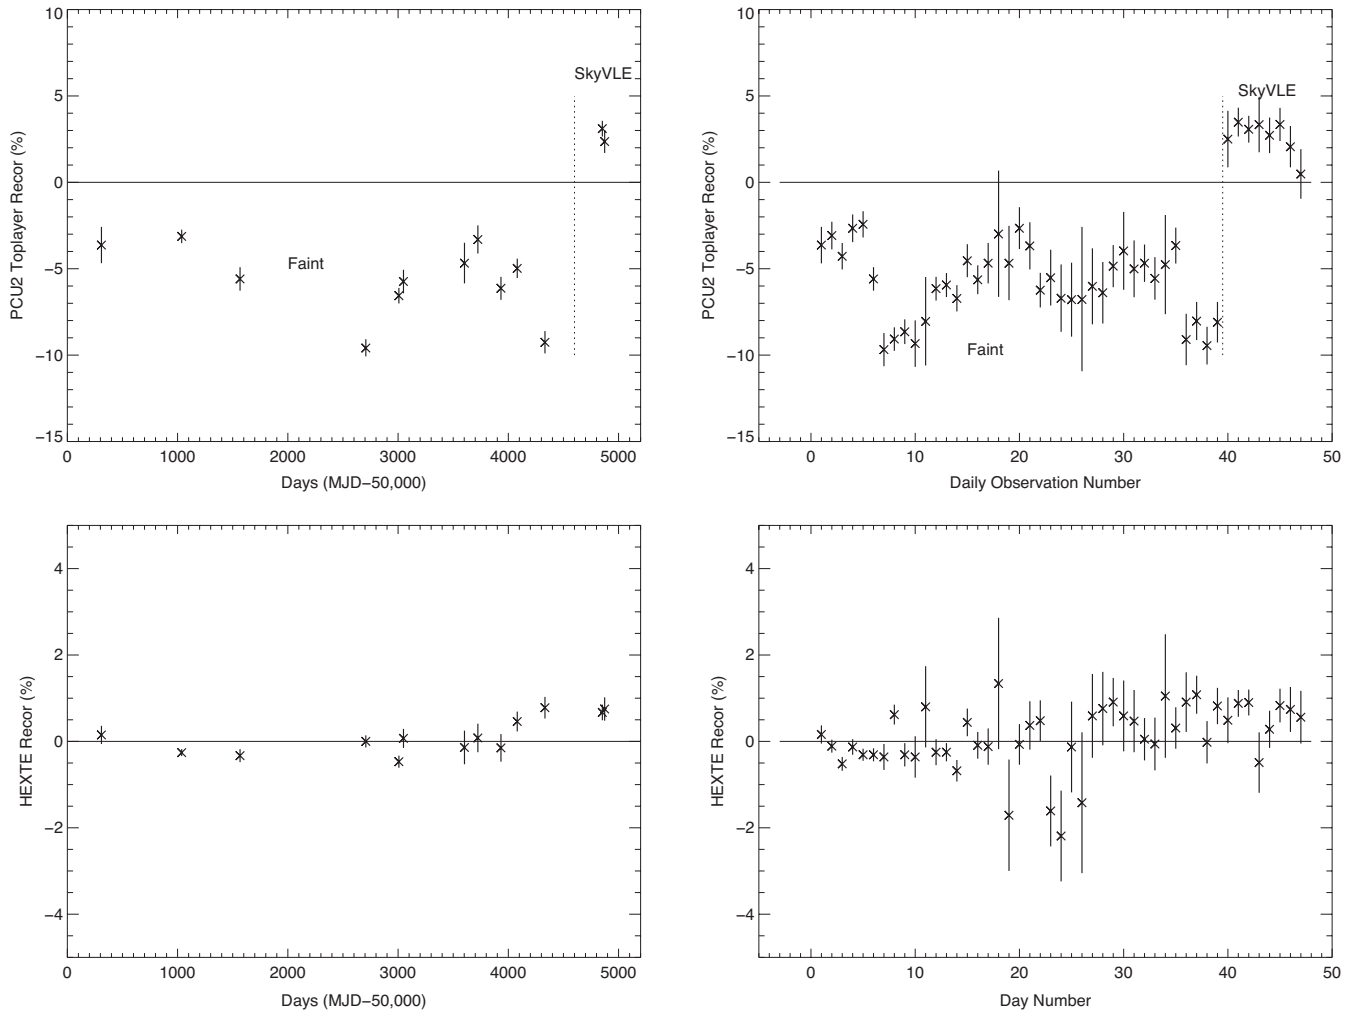 10
5
0
−5
−10
−15
PCU2 Toplayer Recor (%)
SkyVLE
Faint
0 1000 2000 3000 4000 5000
Days (MJD−50,000)
10
5
0
−5
−10
−15
PCU2 Toplayer Recor (%)
SkyVLE
Faint
0 10 20 30 40 50
Daily Observation Number
4
2
0
−2
−4
HEXTE Recor (%)
0 1000 2000 3000 4000 5000
Days (MJD−50,000)
4
2
0
−2
−4
HEXTE Recor (%)
0 10 20 30 40 50
Day Number